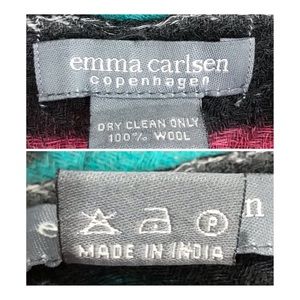 emma carlsen
copenhagen
DRY CLEAN ONLY
100% WOOL
e
P
n
MADE IN INDIA